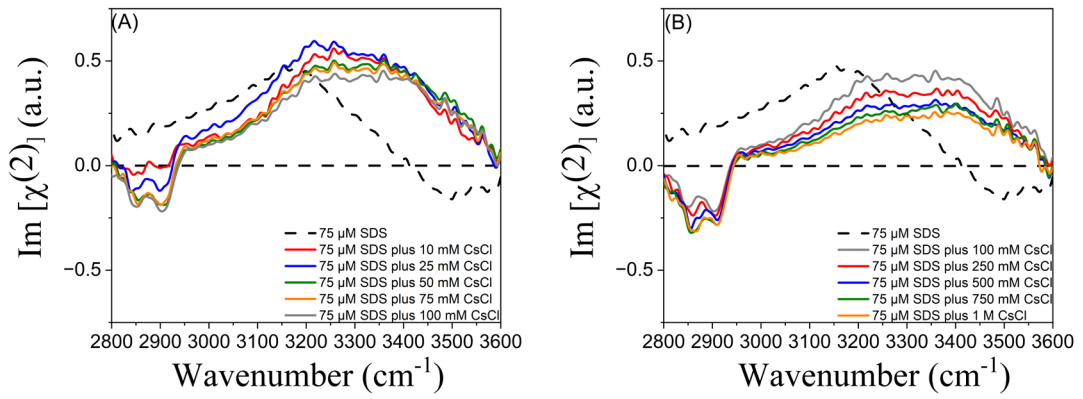 (A)
Im [χ(2)] (a.u.)
0.5
0.0
−0.5
75 µM SDS
75 µM SDS plus 10 mM CsCl
75 µM SDS plus 25 mM CsCl
75 µM SDS plus 50 mM CsCl
75 µM SDS plus 75 mM CsCl
75 µM SDS plus 100 mM CsCl
2800 2900 3000 3100 3200 3300 3400 3500 3600
Wavenumber (cm-1)
(B)
Im [χ(2)] (a.u.)
0.5
0.0
−0.5
75 µM SDS
75 µM SDS plus 100 mM CsCl
75 µM SDS plus 250 mM CsCl
75 µM SDS plus 500 mM CsCl
75 µM SDS plus 750 mM CsCl
75 µM SDS plus 1 M CsCl
2800 2900 3000 3100 3200 3300 3400 3500 3600
Wavenumber (cm-1)